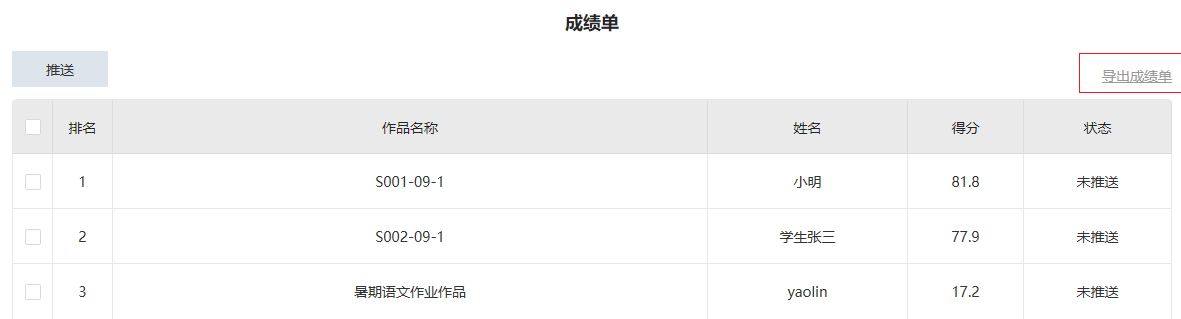 成绩单
推送
导出成绩单
排名 作品名称 姓名 得分 状态
1 S001-09-1 小明 81.8 未推送
2 S002-09-1 学生张三 77.9 未推送
3 暑期语文作业作品 yaolin 17.2 未推送